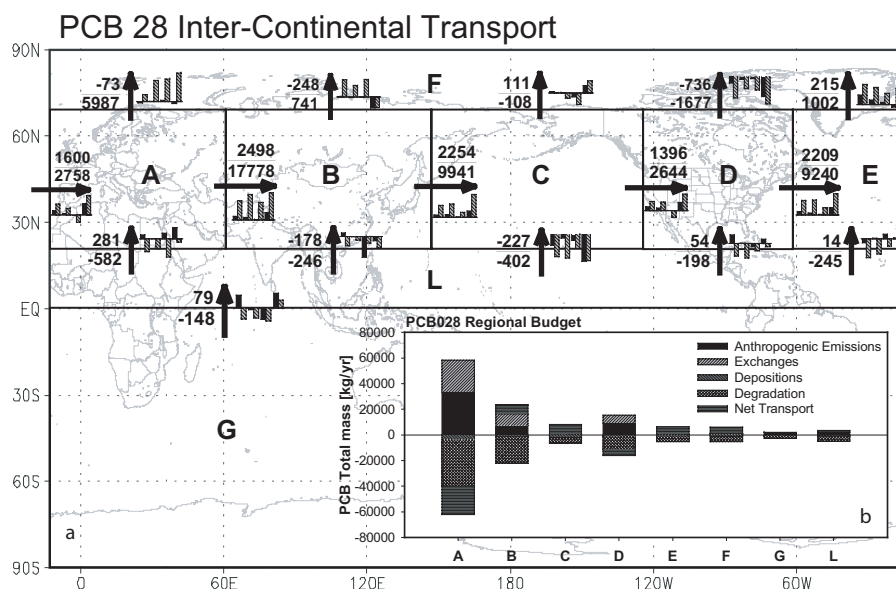 PCB 28 Inter-Continental Transport
90N
-73
5987
-248
741
F
111
-108
-736
-1677
215
1002
60N
1600
2758
A
2498
17778
B
2254
9941
C
1396
2644
D
2209
9240
E
30N
281
-582
-178
-246
-227
-402
54
-198
14
-245
L
EQ
79
-148
30S
G
60S
90S
a
0
60E
120E
180
120W
60W
PCB028 Regional Budget
PCB Total mass [kg/yr]
80000
60000
40000
20000
0
-20000
-40000
-60000
-80000
Anthropogenic Emissions
Exchanges
Depositions
Degradation
Net Transport
b
A B C D E F G L